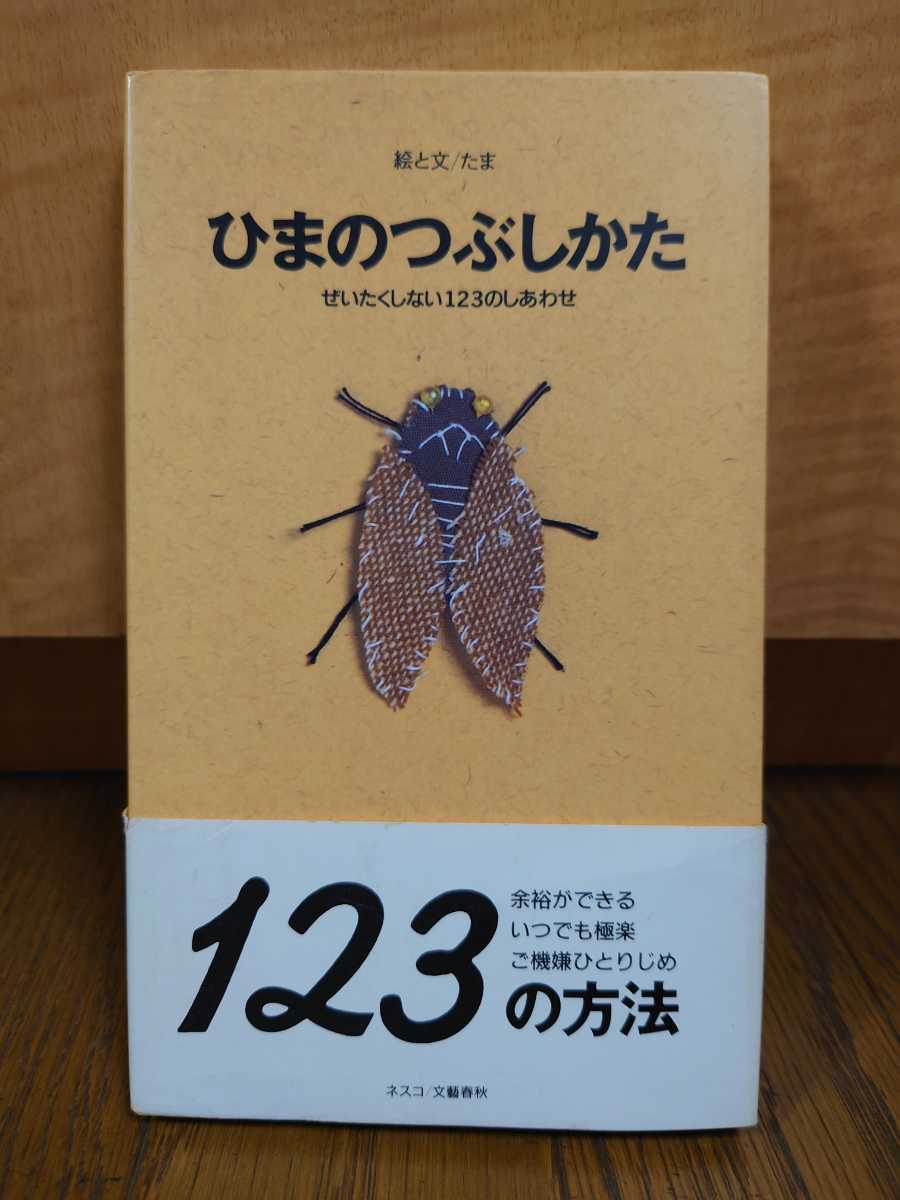 絵と文/たま
ひまのつぶしかた
ぜいたくしない123のしあわせ
余裕ができる
いつでも極楽
ご機嫌ひとりじめ
123の方法
ネスコ/文藝春秋